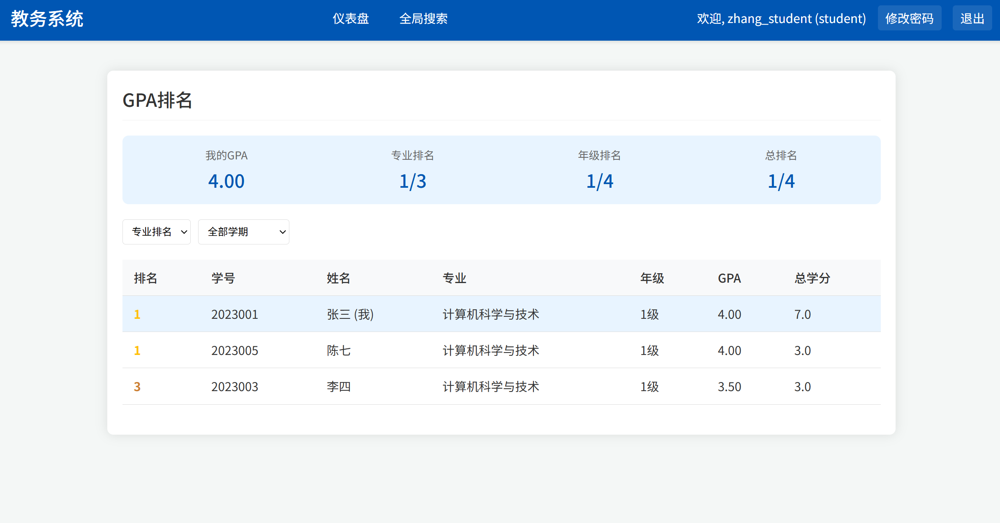 教务系统 仪表盘 全局搜索 欢迎, zhang_student (student) 修改密码 退出
GPA排名
我的GPA 专业排名 年级排名 总排名
4.00 1/3 1/4 1/4
专业排名 全部学期
排名 学号 姓名 专业 年级 GPA 总学分
1 2023001 张三 (我) 计算机科学与技术 1级 4.00 7.0
1 2023005 陈七 计算机科学与技术 1级 4.00 3.0
3 2023003 李四 计算机科学与技术 1级 3.50 3.0